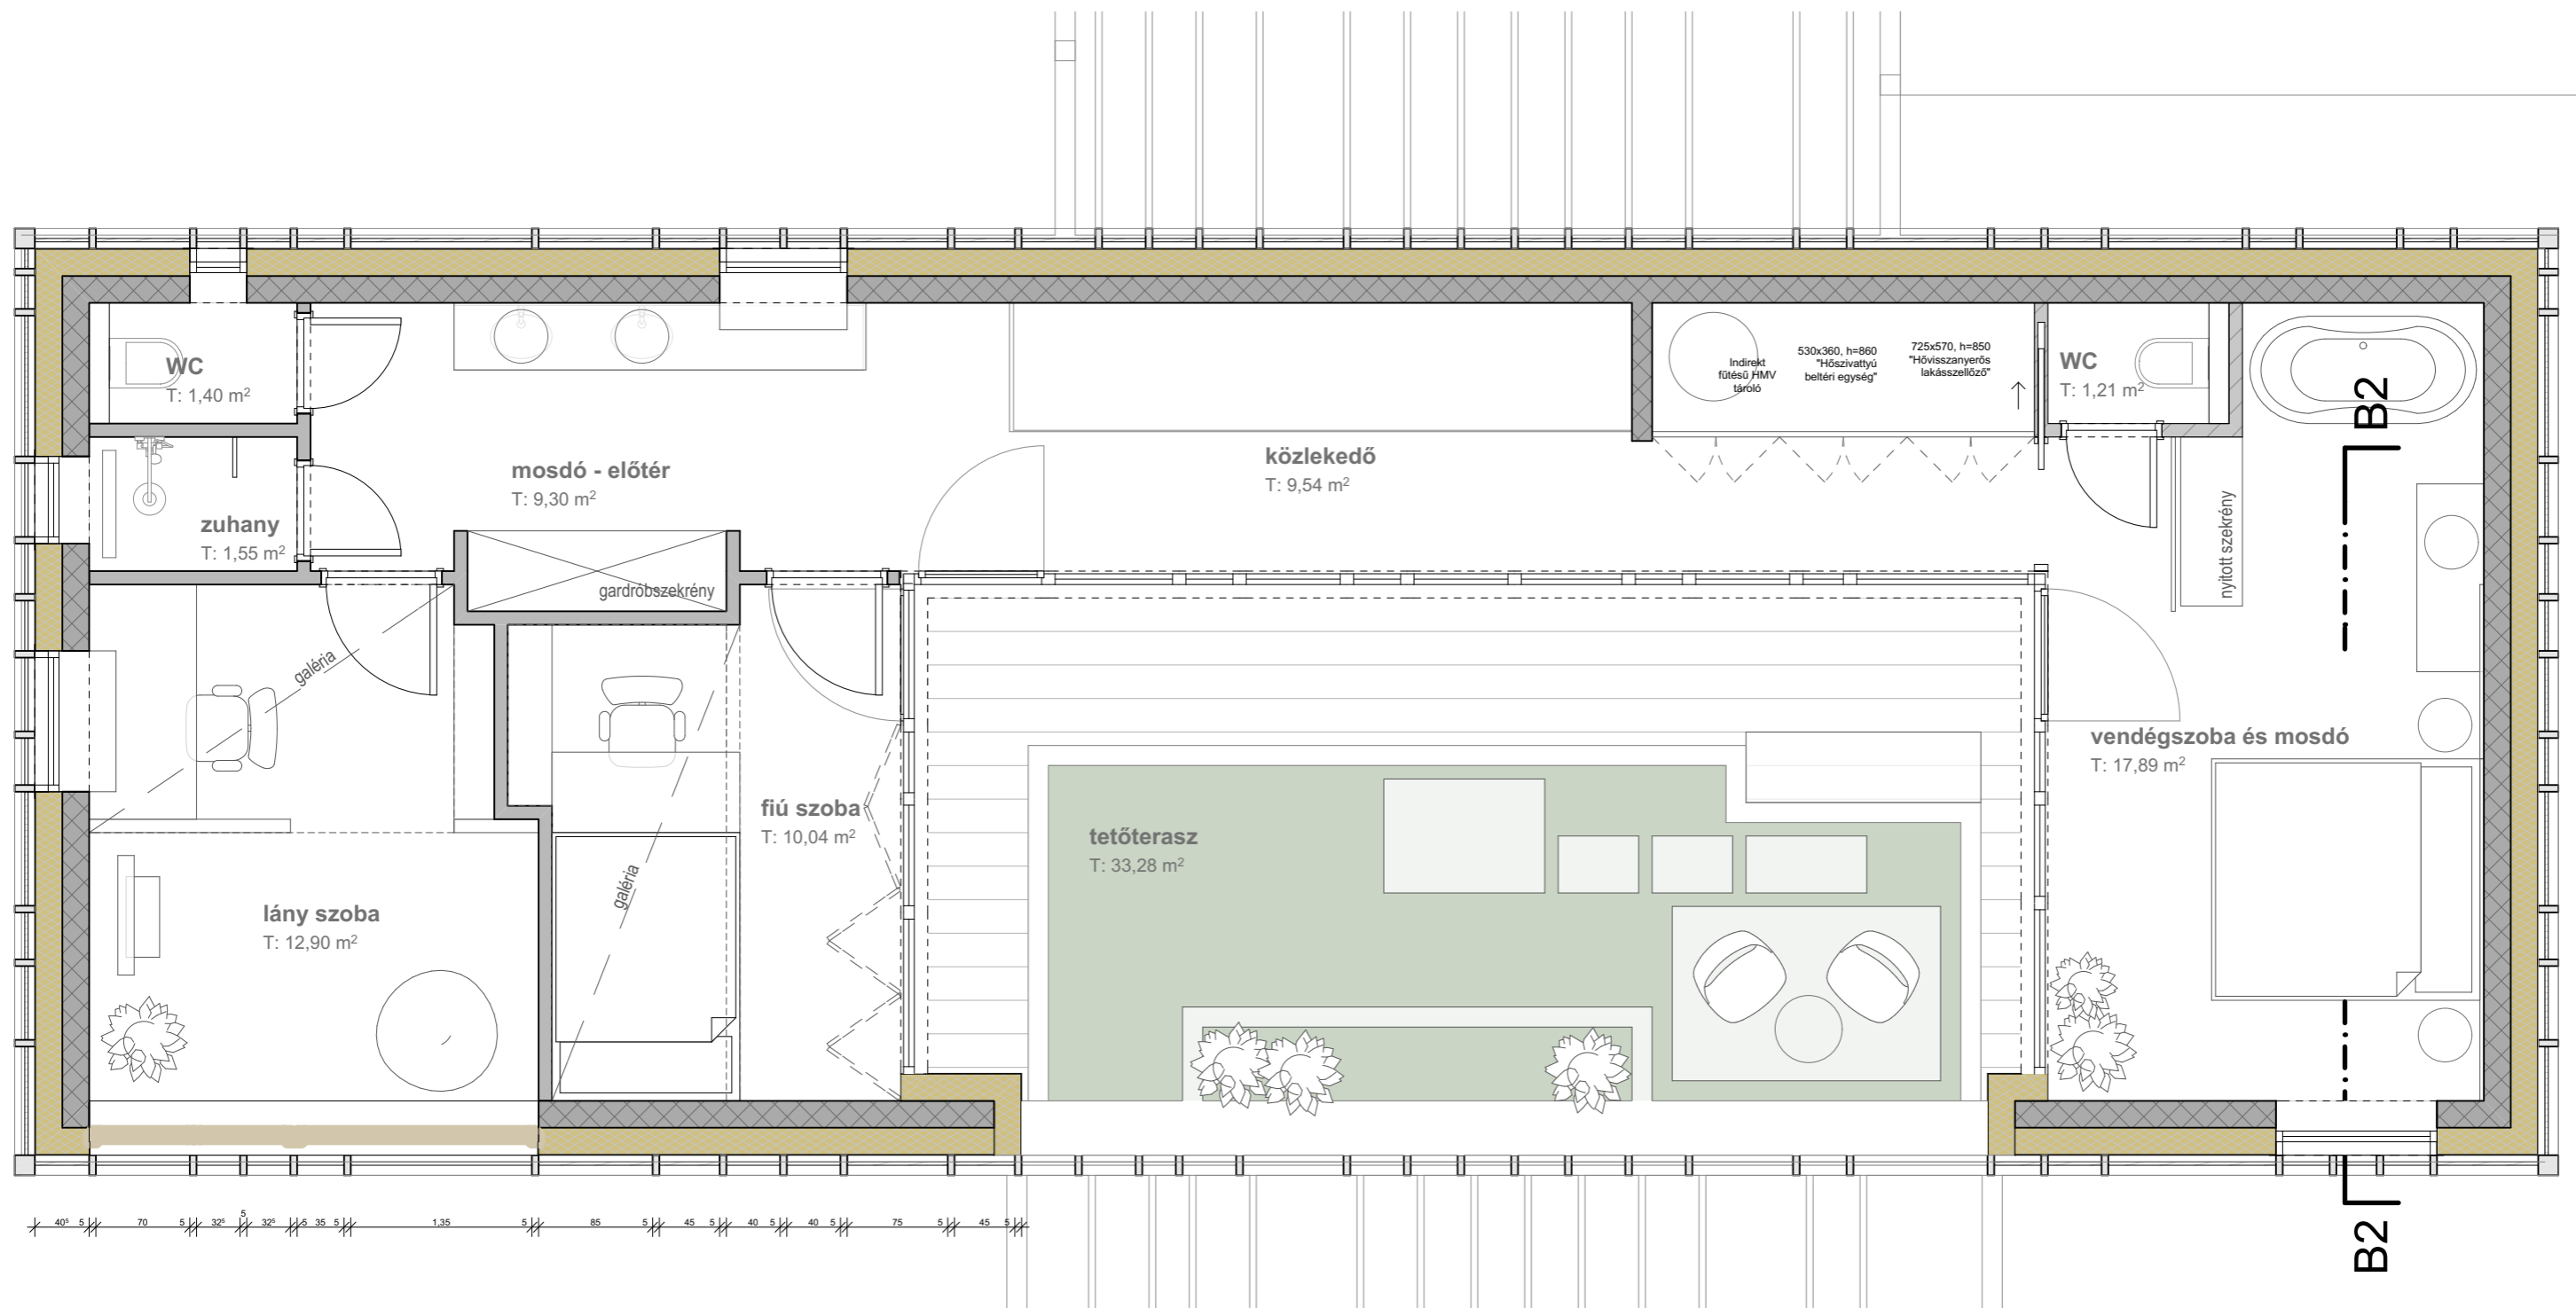 WC
T: 1,40 m²
zuhany
T: 1,55 m²
mosdó - előtér
T: 9,30 m²
gardróbszekrény
közlekedő
T: 9,54 m²
Indirekt
fűtésű HMV
tároló
530x360, h=860
"Hőszivattyú
beltéri egység"
725x570, h=850
"Hővisszanyerős
lakásszellőző"
WC
T: 1,21 m²
B2
nyitott szekrény
galéria
lány szoba
T: 12,90 m²
galéria
fiú szoba
T: 10,04 m²
tetőterasz
T: 33,28 m²
vendégszoba és mosdó
T: 17,89 m²
40⁵ 5 70 5 32⁵ 5 32⁵ 5 35 5 1,35 5 85 5 45 5 40 5 40 5 75 5 45 5
B2